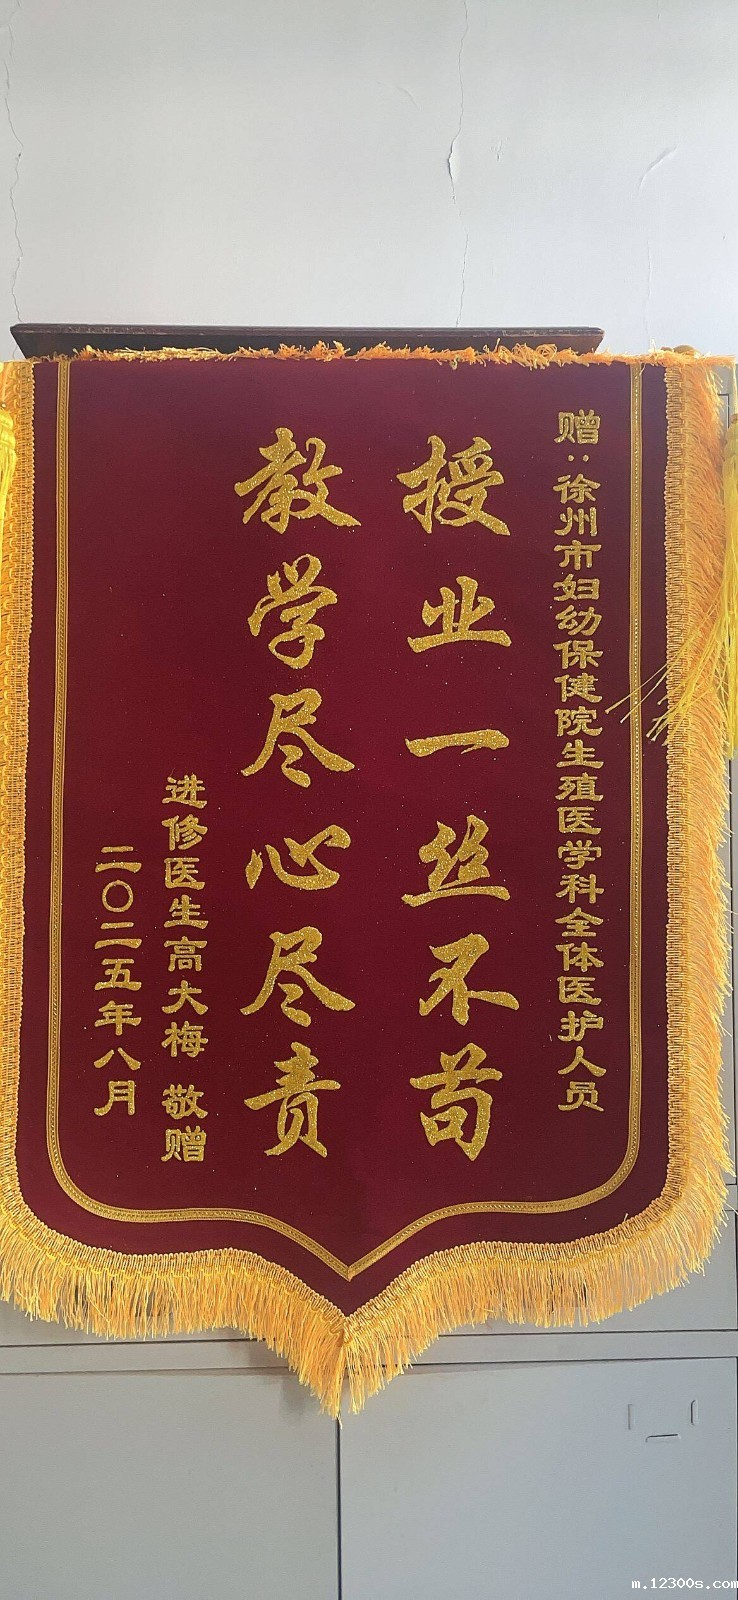 赠:徐州市妇幼保健院生殖医学科全体医护人员
授业一丝不苟
教学尽心尽责
进修医生高大梅 敬赠
二〇二五年八月
m.12300s.com